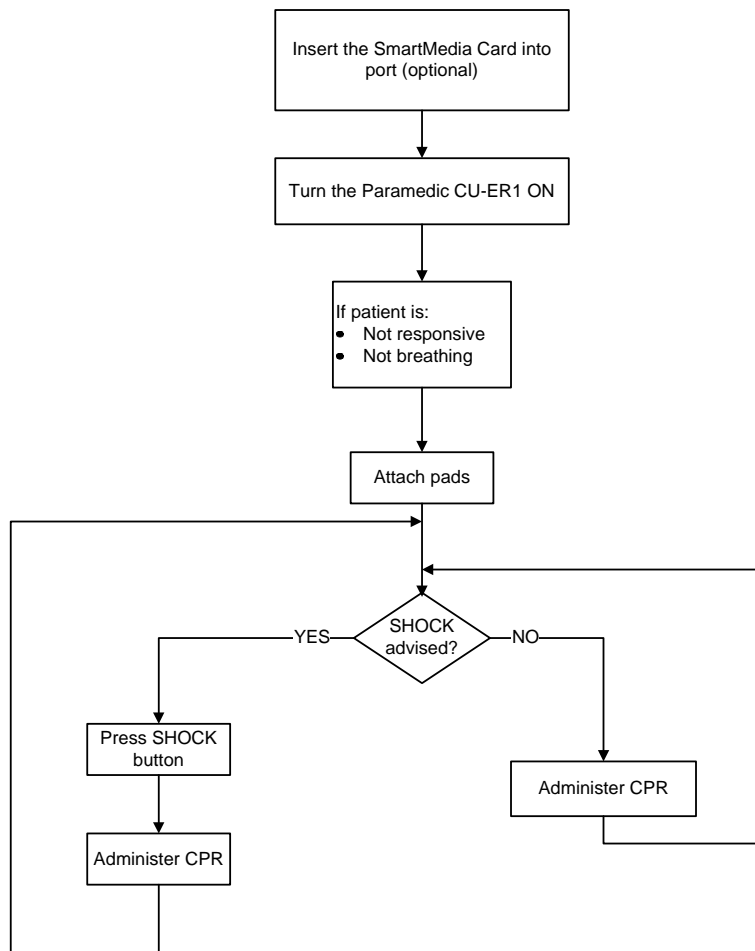 Insert the SmartMedia Card into
port (optional)
Turn the Paramedic CU-ER1 ON
If patient is:
• Not responsive
• Not breathing
Attach pads
SHOCK
advised?
YES
NO
Press SHOCK
button
Administer CPR
Administer CPR